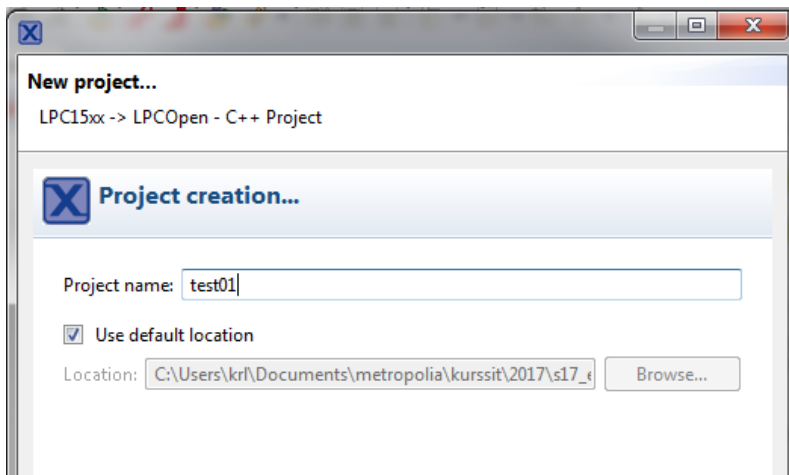 New project...
LPC15xx -> LPCOpen - C++ Project
Project creation...
Project name: test01
Use default location
Location: C:\Users\krl\Documents\metropolia\kurssit\2017\s17_e Browse...